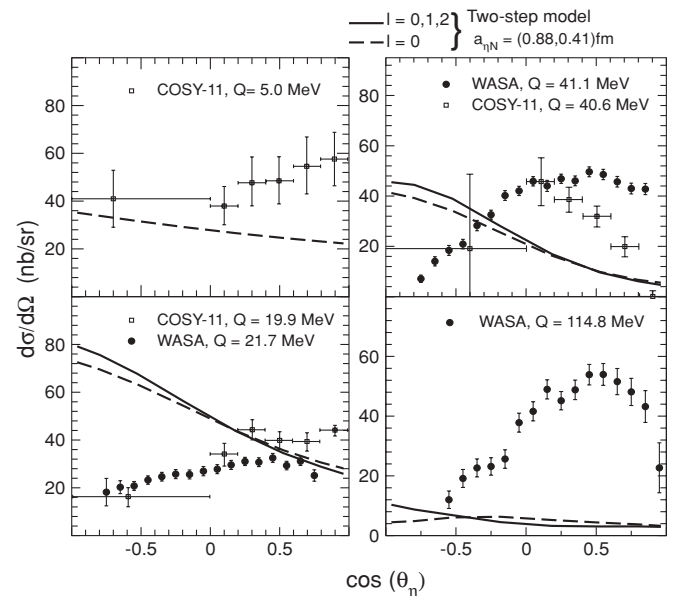 l = 0,1,2
l = 0
} Two-step model
a_ηN = (0.88,0.41)fm
COSY-11, Q= 5.0 MeV
WASA, Q = 41.1 MeV
COSY-11, Q = 40.6 MeV
80
60
40
20
80
60
40
20
COSY-11, Q = 19.9 MeV
WASA, Q = 21.7 MeV
WASA, Q = 114.8 MeV
80
60
40
20
0
60
40
20
0
dσ/dΩ (nb/sr)
-0.5 0 0.5
-0.5 0 0.5
cos (θ_η)